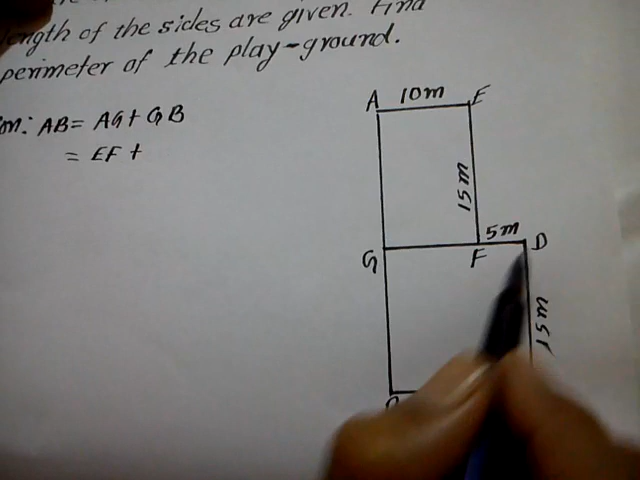 length of the sides are given. Find
perimeter of the play-ground.
on: AB = AG + GB
= EF +
A 10m E
15m
5m D
G F
15m